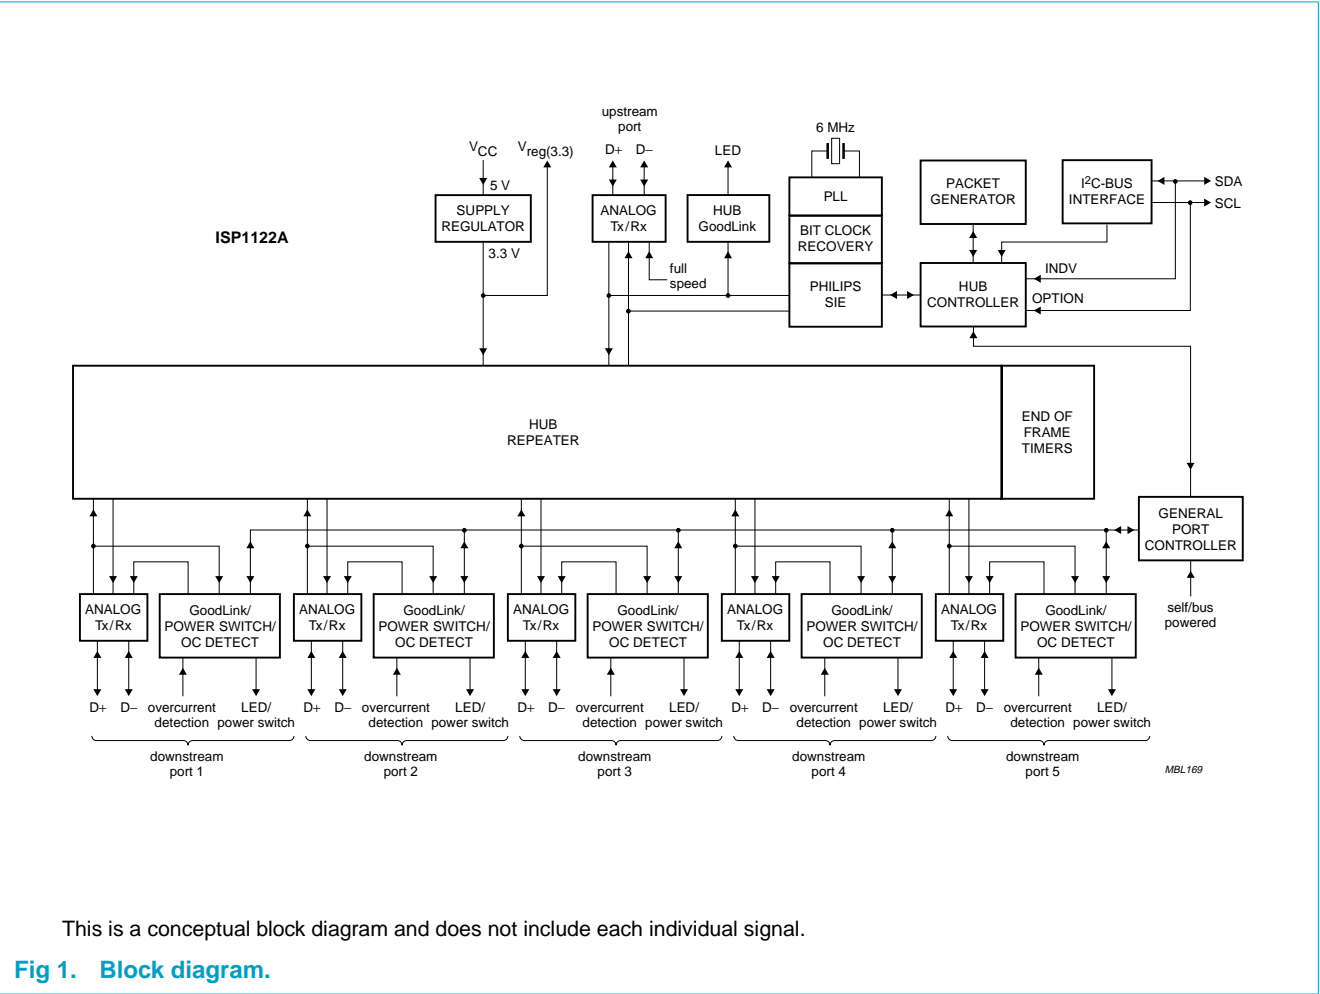 upstream
port
6 MHz
VCC
Vreg(3.3)
D+
D−
LED
5 V
SUPPLY
REGULATOR
3.3 V
ANALOG
Tx/Rx
HUB
GoodLink
PLL
BIT CLOCK
RECOVERY
PHILIPS
SIE
PACKET
GENERATOR
I2C-BUS
INTERFACE
SDA
SCL
ISP1122A
full
speed
HUB
CONTROLLER
INDV
OPTION
HUB
REPEATER
END OF
FRAME
TIMERS
GENERAL
PORT
CONTROLLER
self/bus
powered
ANALOG
Tx/Rx
GoodLink/
POWER SWITCH/
OC DETECT
D+
D−
overcurrent
detection
LED/
power switch
downstream
port 1
ANALOG
Tx/Rx
GoodLink/
POWER SWITCH/
OC DETECT
D+
D−
overcurrent
detection
LED/
power switch
downstream
port 2
ANALOG
Tx/Rx
GoodLink/
POWER SWITCH/
OC DETECT
D+
D−
overcurrent
detection
LED/
power switch
downstream
port 3
ANALOG
Tx/Rx
GoodLink/
POWER SWITCH/
OC DETECT
D+
D−
overcurrent
detection
LED/
power switch
downstream
port 4
ANALOG
Tx/Rx
GoodLink/
POWER SWITCH/
OC DETECT
D+
D−
overcurrent
detection
LED/
power switch
downstream
port 5
MBL169
This is a conceptual block diagram and does not include each individual signal.
Fig 1. Block diagram.